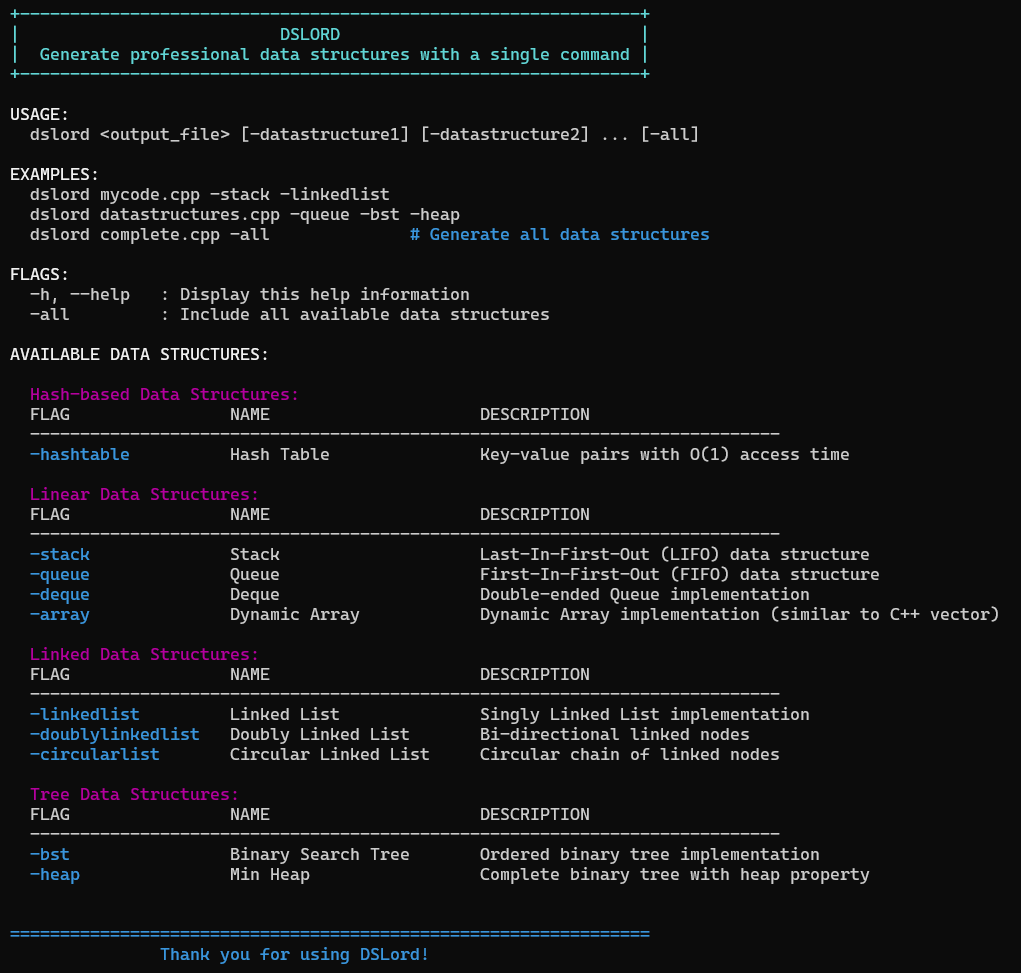 +--------------------------------------------------------------+
|                          DSLORD                              |
|  Generate professional data structures with a single command |
+--------------------------------------------------------------+

USAGE:
  dslord <output_file> [-datastructure1] [-datastructure2] ... [-all]

EXAMPLES:
  dslord mycode.cpp -stack -linkedlist
  dslord datastructures.cpp -queue -bst -heap
  dslord complete.cpp -all              # Generate all data structures

FLAGS:
  -h, --help   : Display this help information
  -all         : Include all available data structures

AVAILABLE DATA STRUCTURES:

  Hash-based Data Structures:
  FLAG                NAME                     DESCRIPTION
  ---------------------------------------------------------------------------
  -hashtable          Hash Table               Key-value pairs with O(1) access time

  Linear Data Structures:
  FLAG                NAME                     DESCRIPTION
  ---------------------------------------------------------------------------
  -stack              Stack                    Last-In-First-Out (LIFO) data structure
  -queue              Queue                    First-In-First-Out (FIFO) data structure
  -deque              Deque                    Double-ended Queue implementation
  -array              Dynamic Array            Dynamic Array implementation (similar to C++ vector)

  Linked Data Structures:
  FLAG                NAME                     DESCRIPTION
  ---------------------------------------------------------------------------
  -linkedlist         Linked List              Singly Linked List implementation
  -doublylinkedlist   Doubly Linked List       Bi-directional linked nodes
  -circularlist       Circular Linked List     Circular chain of linked nodes

  Tree Data Structures:
  FLAG                NAME                     DESCRIPTION
  ---------------------------------------------------------------------------
  -bst                Binary Search Tree       Ordered binary tree implementation
  -heap               Min Heap                 Complete binary tree with heap property

================================================================
               Thank you for using DSLord!